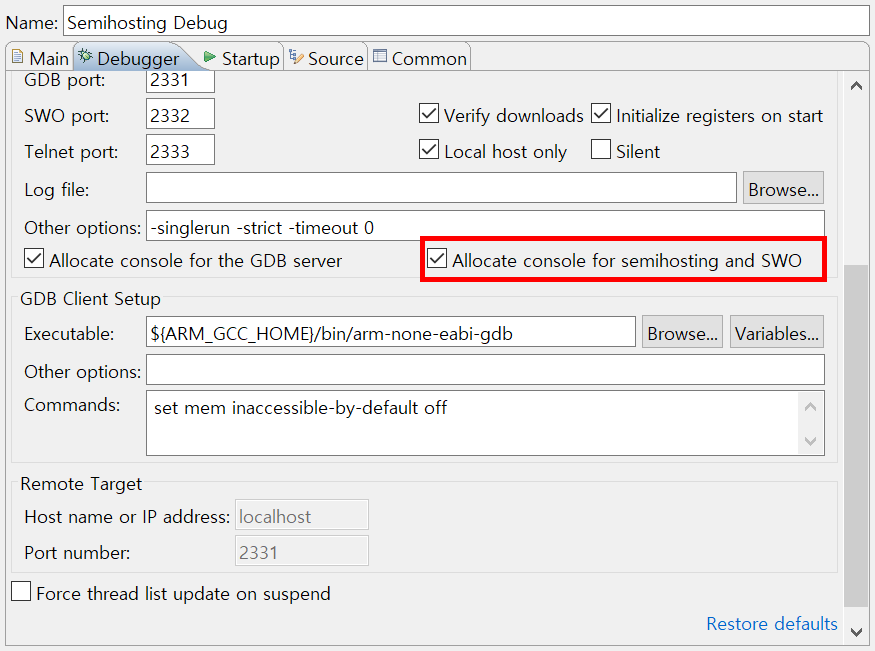 Name: Semihosting Debug
Main Debugger Startup Source Common
GDB port: 2331
SWO port: 2332 Verify downloads Initialize registers on start
Telnet port: 2333 Local host only Silent
Log file: Browse...
Other options: -singlerun -strict -timeout 0
Allocate console for the GDB server Allocate console for semihosting and SWO
GDB Client Setup
Executable: ${ARM_GCC_HOME}/bin/arm-none-eabi-gdb Browse... Variables...
Other options:
Commands: set mem inaccessible-by-default off
Remote Target
Host name or IP address: localhost
Port number: 2331
Force thread list update on suspend
Restore defaults